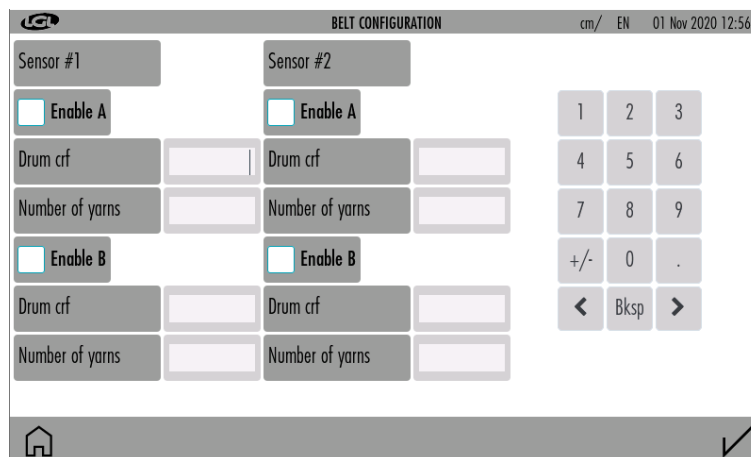 LGL BELT CONFIGURATION cm/ EN 01 Nov 2020 12:56
Sensor #1 Sensor #2
Enable A Enable A 1 2 3
Drum crf Drum crf 4 5 6
Number of yarns Number of yarns 7 8 9
Enable B Enable B +/- 0 .
Drum crf Drum crf < Bksp >
Number of yarns Number of yarns